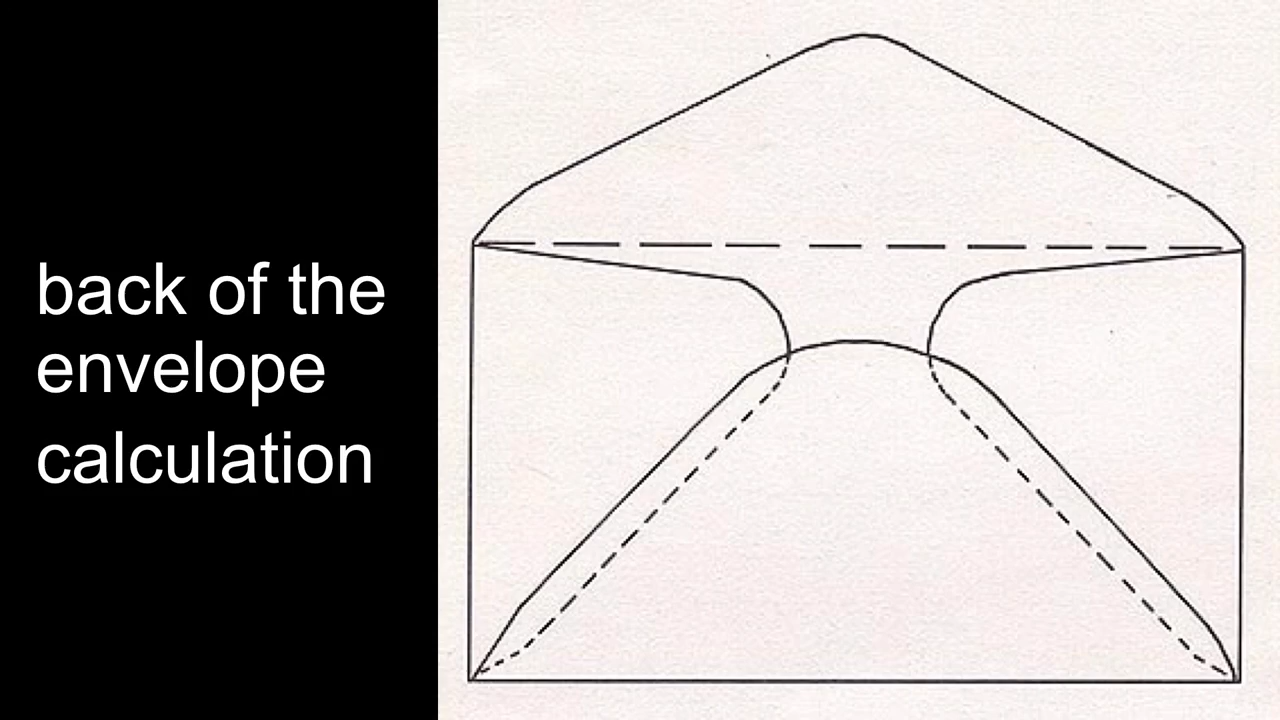 back of the
envelope
calculation